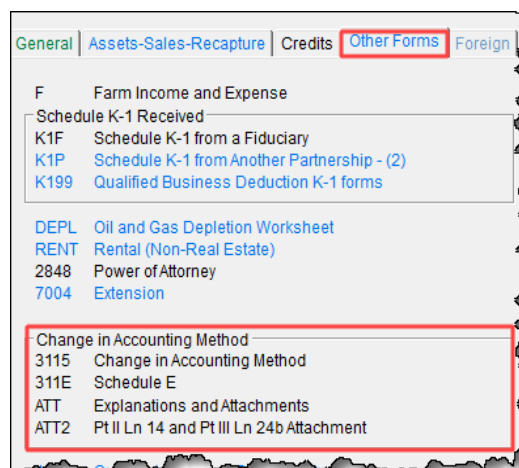 General Assets-Sales-Recapture Credits Other Forms Foreign
F Farm Income and Expense
Schedule K-1 Received
K1F Schedule K-1 from a Fiduciary
K1P Schedule K-1 from Another Partnership - (2)
K199 Qualified Business Deduction K-1 forms
DEPL Oil and Gas Depletion Worksheet
RENT Rental (Non-Real Estate)
2848 Power of Attorney
7004 Extension
Change in Accounting Method
3115 Change in Accounting Method
311E Schedule E
ATT Explanations and Attachments
ATT2 Pt II Ln 14 and Pt III Ln 24b Attachment